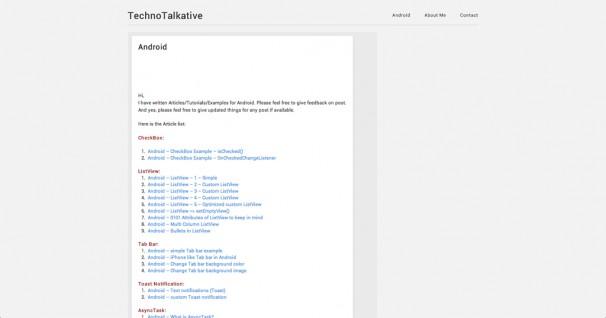 TechnoTalkative
Android About Me Contact
Android
Hi,
I have written Articles/Tutorials/Examples for Android. Please feel free to give feedback on post.
And yes, please feel free to give updated things for any post if available.
Here is the Article list:
CheckBox:
1. Android – CheckBox Example – isChecked()
2. Android – CheckBox Example – OnCheckedChangeListener
ListView:
1. Android – ListView – 1 – Simple
2. Android – ListView – 2 – Custom ListView
3. Android – ListView – 3 – Custom ListView
4. Android – ListView – 4 – Custom ListView
5. Android – ListView – 5 – Optimized custom ListView
6. Android – ListView => setEmptyView()
7. Android – 0101 Attributes of ListView to keep in mind
8. Android – Multi Column ListView
9. Android – Bullets in ListView
Tab Bar:
1. Android – simple Tab bar example
2. Android – iPhone like Tab bar in Android
3. Android – Change Tab bar background color
4. Android – Change Tab bar background image
Toast Notification:
1. Android – Text notifications (Toast)
2. Android – custom Toast notification
AsyncTask:
1. Android – What is AsyncTask?